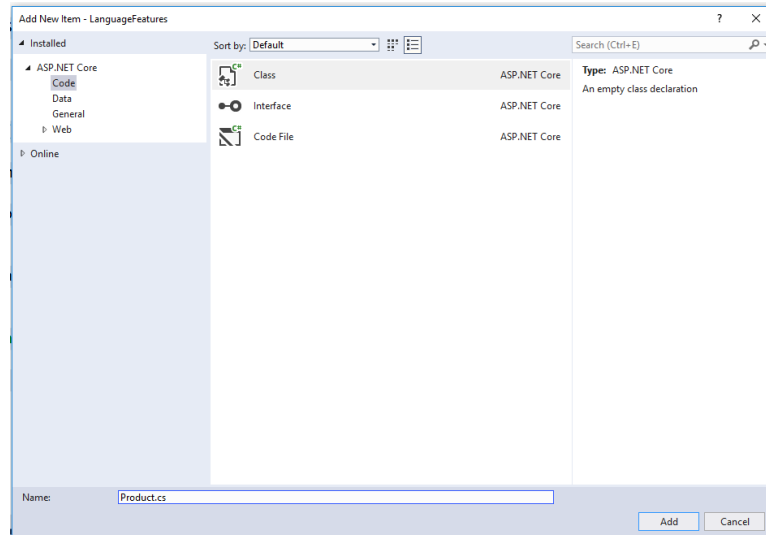 Add New Item - LanguageFeatures ? ×
Installed
ASP.NET Core
Code
Data
General
Web
Online
Sort by: Default
Search (Ctrl+E)
C# Class ASP.NET Core
Interface ASP.NET Core
C# Code File ASP.NET Core
Type: ASP.NET Core
An empty class declaration
Name: Product.cs
Add Cancel